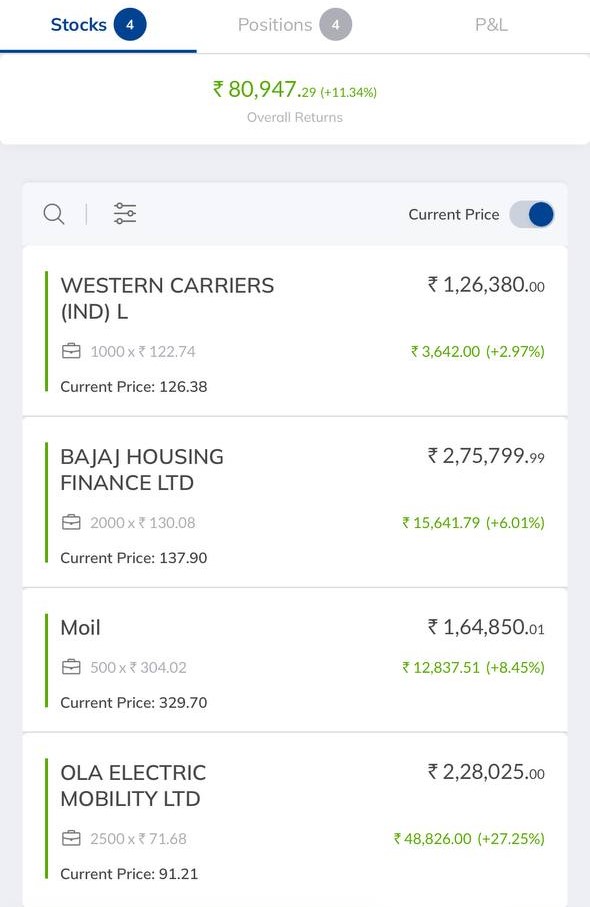 Stocks 4 Positions 4 P&L
₹ 80,947.29 (+11.34%)
Overall Returns
Current Price
WESTERN CARRIERS ₹ 1,26,380.00
(IND) L
1000 x ₹ 122.74 ₹ 3,642.00 (+2.97%)
Current Price: 126.38
BAJAJ HOUSING ₹ 2,75,799.99
FINANCE LTD
2000 x ₹ 130.08 ₹ 15,641.79 (+6.01%)
Current Price: 137.90
Moil ₹ 1,64,850.01
500 x ₹ 304.02 ₹ 12,837.51 (+8.45%)
Current Price: 329.70
OLA ELECTRIC ₹ 2,28,025.00
MOBILITY LTD
2500 x ₹ 71.68 ₹ 48,826.00 (+27.25%)
Current Price: 91.21